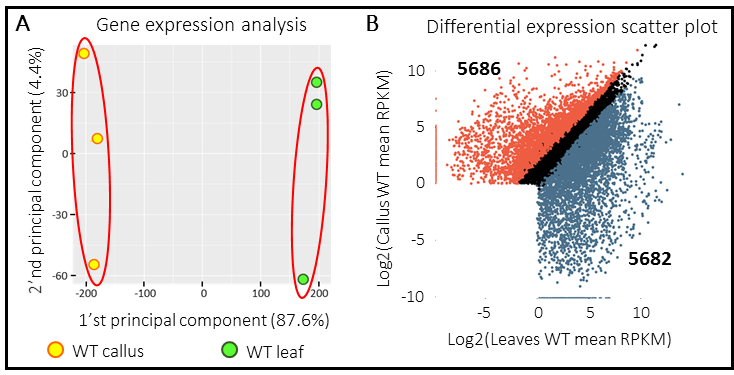 A
Gene expression analysis
2'nd principal component (4.4%)
30
0
-30
-60
-200
-100
0
100
200
1'st principal component (87.6%)
WT callus
WT leaf
B
Differential expression scatter plot
Log2(Callus WT mean RPKM)
10
5
0
-5
-10
5686
5682
-5
0
5
10
Log2(Leaves WT mean RPKM)